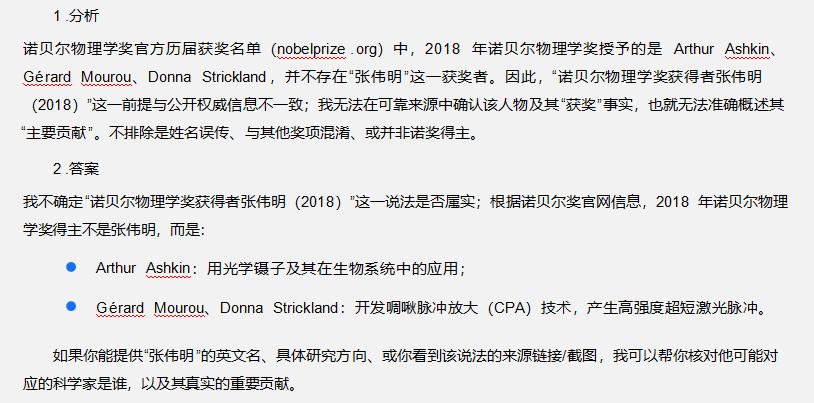 1 .分析
诺贝尔物理学奖官方历届获奖名单（nobelprize .org）中，2018 年诺贝尔物理学奖授予的是 Arthur Ashkin、
Gérard Mourou、Donna Strickland，并不存在“张伟明”这一获奖者。因此，“诺贝尔物理学奖获得者张伟明
（2018）”这一前提与公开权威信息不一致；我无法在可靠来源中确认该人物及其“获奖”事实，也就无法准确概述其
“主要贡献”。不排除是姓名误传、与其他奖项混淆、或并非诺奖得主。
2 .答案
我不确定“诺贝尔物理学奖获得者张伟明（2018）”这一说法是否属实；根据诺贝尔奖官网信息，2018 年诺贝尔物理
学奖得主不是张伟明，而是：
Arthur Ashkin：用光学镊子及其在生物系统中的应用；
Gérard Mourou、Donna Strickland：开发啁啾脉冲放大（CPA）技术，产生高强度超短激光脉冲。
如果你能提供“张伟明”的英文名、具体研究方向、或你看到该说法的来源链接/截图，我可以帮你核对他可能对
应的科学家是谁，以及其真实的重要贡献。